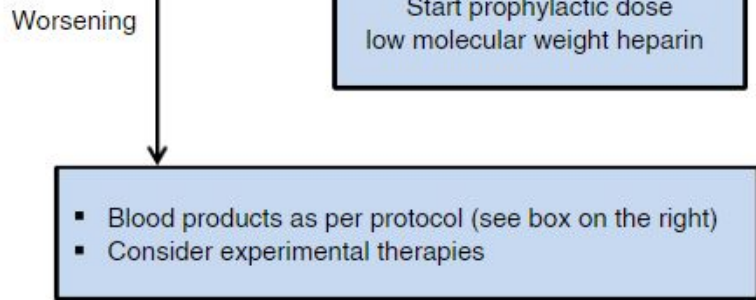 Worsening
Start prophylactic dose
low molecular weight heparin
▪ Blood products as per protocol (see box on the right)
▪ Consider experimental therapies